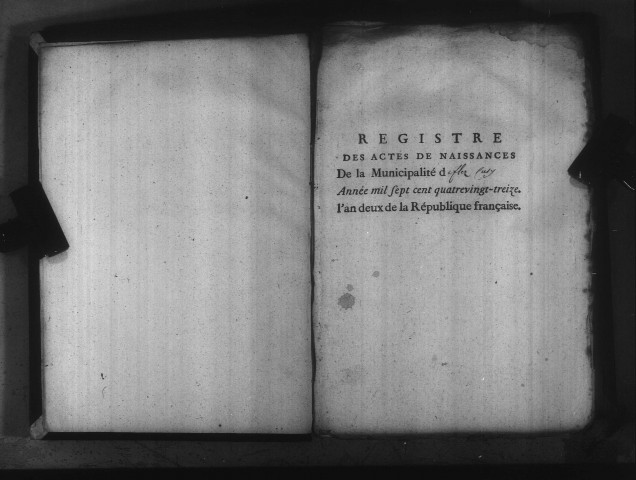 REGISTRE
DES ACTES DE NAISSANCES
De la Municipalité d
Année mil ſept cent quatrevingt-treize.
l'an deux de la République françaiſe.